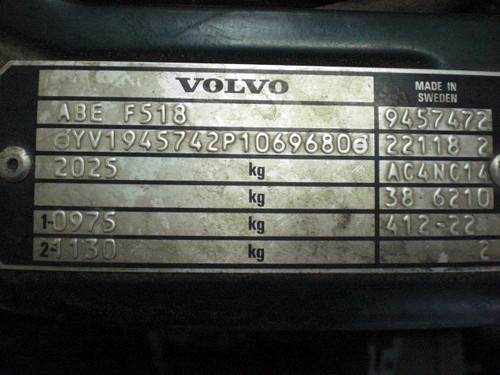 VOLVO
MADE IN
SWEDEN
ABE F518 9457472
YV1945742P1069680 22118 2
2025 kg AC4NC14
kg 38 6210
1-0975 kg 412-22
2-1130 kg 2